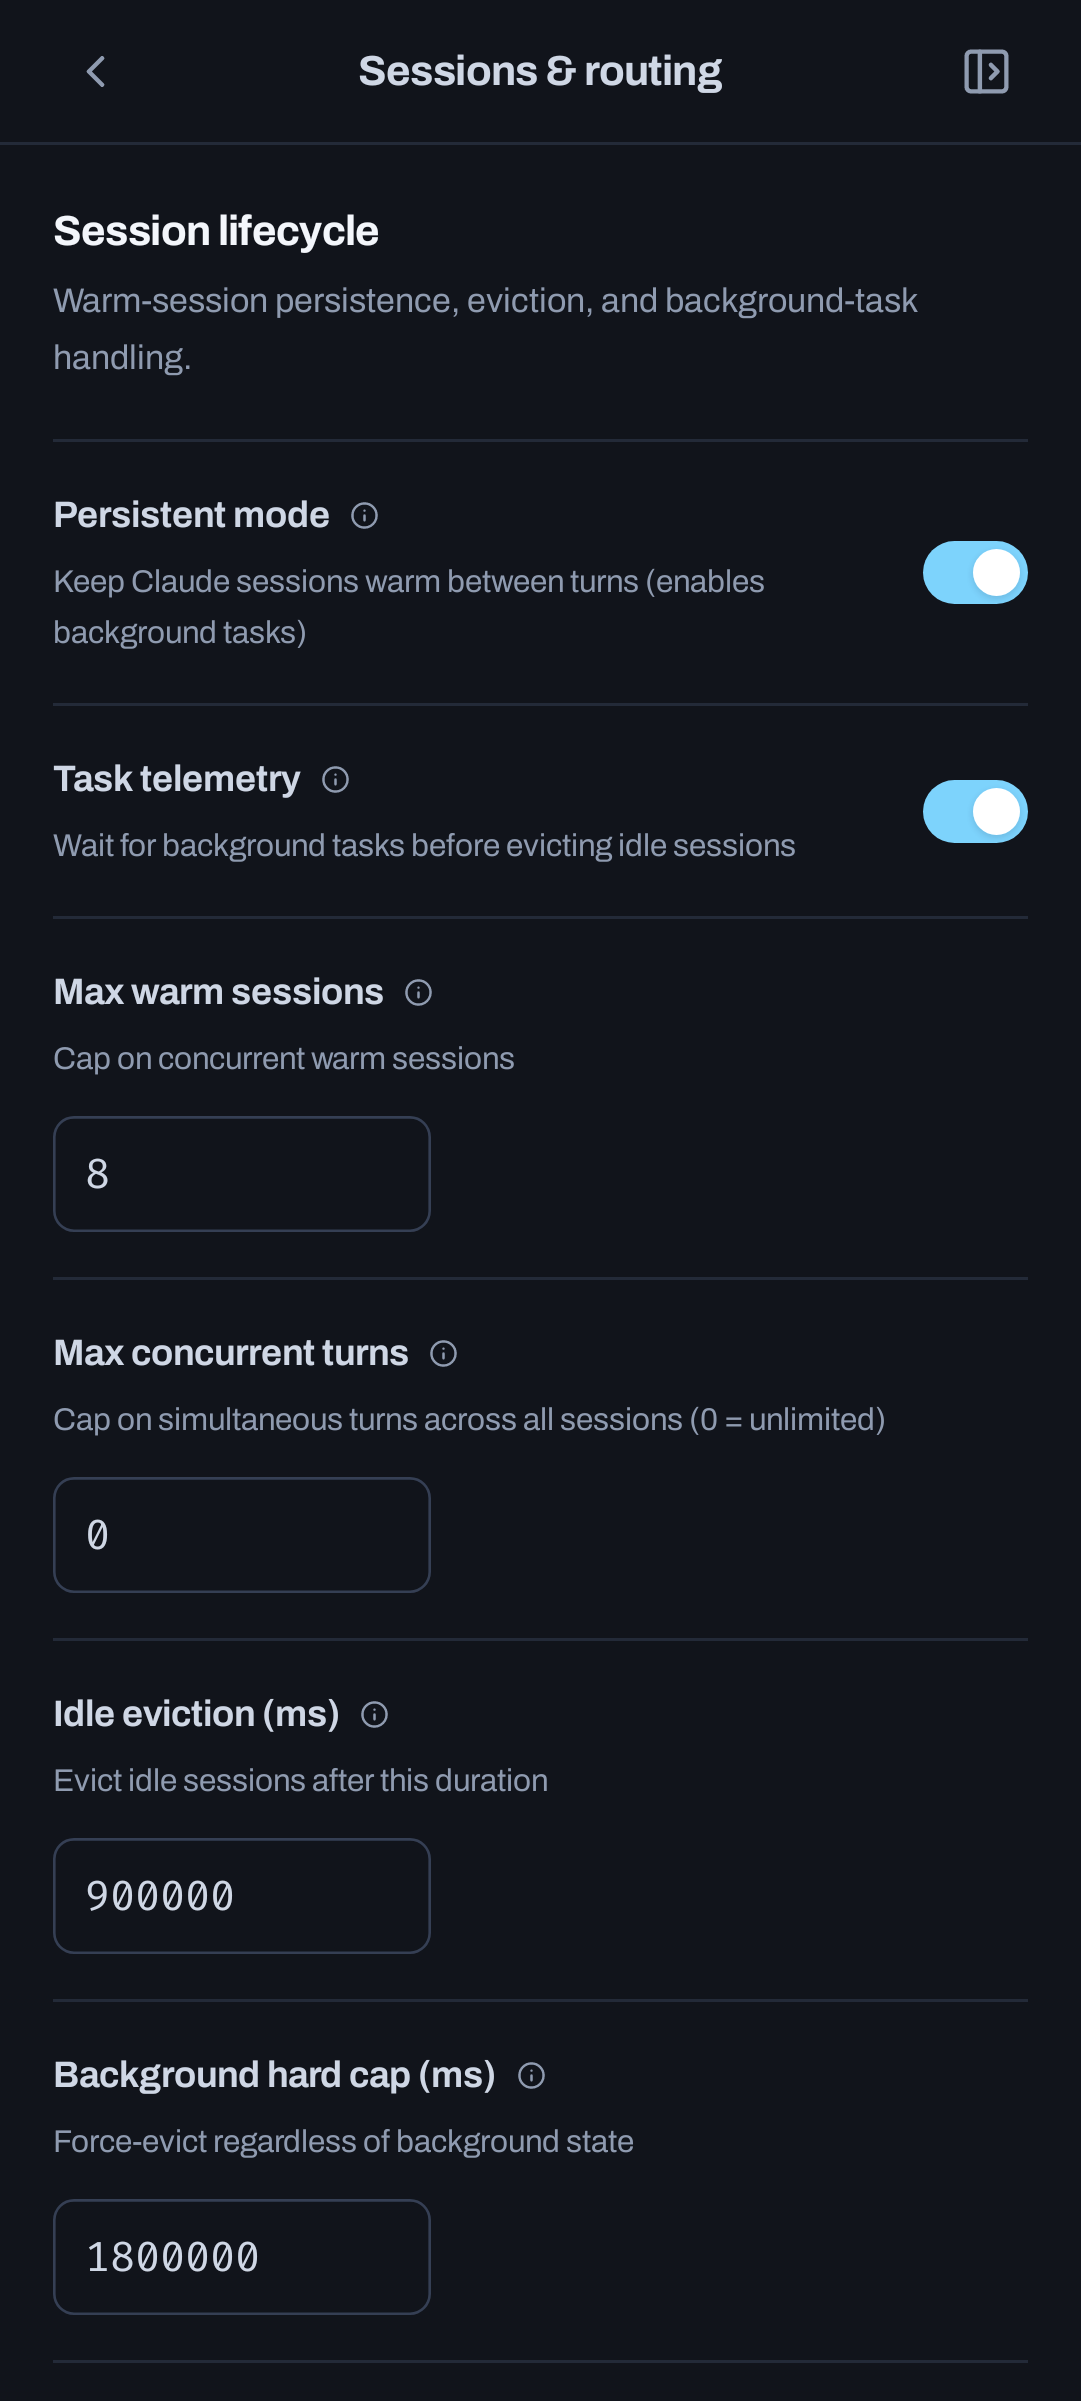 Sessions & routing
Session lifecycle
Warm-session persistence, eviction, and background-task
handling.
Persistent mode
Keep Claude sessions warm between turns (enables
background tasks)
Task telemetry
Wait for background tasks before evicting idle sessions
Max warm sessions
Cap on concurrent warm sessions
8
Max concurrent turns
Cap on simultaneous turns across all sessions (0 = unlimited)
0
Idle eviction (ms)
Evict idle sessions after this duration
900000
Background hard cap (ms)
Force-evict regardless of background state
1800000